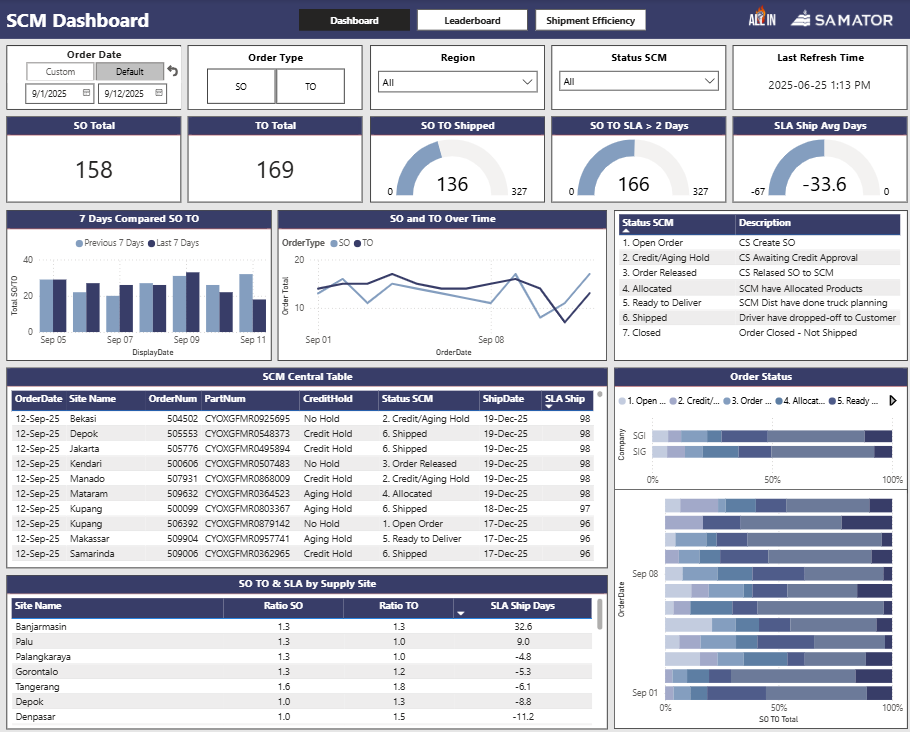 SCM Dashboard
Dashboard
Leaderboard
Shipment Efficiency
ALL IN
SAMATOR
Order Date
Custom
Default
9/1/2025
9/12/2025
Order Type
SO
TO
Region
All
Status SCM
All
Last Refresh Time
2025-06-25 1:13 PM
SO Total
158
TO Total
169
SO TO Shipped
136
0
327
SO TO SLA > 2 Days
166
0
327
SLA Ship Avg Days
-33.6
-67
0
7 Days Compared SO TO
Previous 7 Days
Last 7 Days
Total SO/TO
40
20
0
Sep 05
Sep 07
Sep 09
Sep 11
DisplayDate
SO and TO Over Time
OrderType
SO
TO
Order Total
20
10
Sep 01
Sep 08
OrderDate
Status SCM Description
1. Open Order CS Create SO
2. Credit/Aging Hold CS Awaiting Credit Approval
3. Order Released CS Relased SO to SCM
4. Allocated SCM have Allocated Products
5. Ready to Deliver SCM Dist have done truck planning
6. Shipped Driver have dropped-off to Customer
7. Closed Order Closed - Not Shipped
SCM Central Table
OrderDate Site Name OrderNum PartNum CreditHold Status SCM ShipDate SLA Ship
12-Sep-25 Bekasi 504502 CYOXGFMR0925695 No Hold 2. Credit/Aging Hold 19-Dec-25 98
12-Sep-25 Depok 505553 CYOXGFMR0548373 Credit Hold 6. Shipped 19-Dec-25 98
12-Sep-25 Jakarta 505776 CYOXGFMR0495894 Credit Hold 6. Shipped 19-Dec-25 98
12-Sep-25 Kendari 500606 CYOXGFMR0507483 No Hold 3. Order Released 19-Dec-25 98
12-Sep-25 Manado 507931 CYOXGFMR0868009 Credit Hold 2. Credit/Aging Hold 19-Dec-25 98
12-Sep-25 Mataram 509632 CYOXGFMR0364523 Aging Hold 4. Allocated 19-Dec-25 98
12-Sep-25 Kupang 500099 CYOXGFMR0803367 Aging Hold 6. Shipped 18-Dec-25 97
12-Sep-25 Kupang 506392 CYOXGFMR0879142 No Hold 1. Open Order 17-Dec-25 96
12-Sep-25 Makassar 509904 CYOXGFMR0957741 Aging Hold 5. Ready to Deliver 17-Dec-25 96
12-Sep-25 Samarinda 509006 CYOXGFMR0362965 Credit Hold 6. Shipped 17-Dec-25 96
Order Status
1. Open ...
2. Credit/...
3. Order ...
4. Allocat...
5. Ready ...
Company
SGI
SIG
0%
50%
100%
OrderDate
Sep 08
Sep 01
0%
50%
100%
SO TO Total
SO TO & SLA by Supply Site
Site Name Ratio SO Ratio TO SLA Ship Days
Banjarmasin 1.3 1.3 32.6
Palu 1.3 1.0 9.0
Palangkaraya 1.3 1.0 -4.8
Gorontalo 1.3 1.2 -5.3
Tangerang 1.6 1.8 -6.1
Depok 1.0 1.3 -8.8
Denpasar 1.0 1.5 -11.2